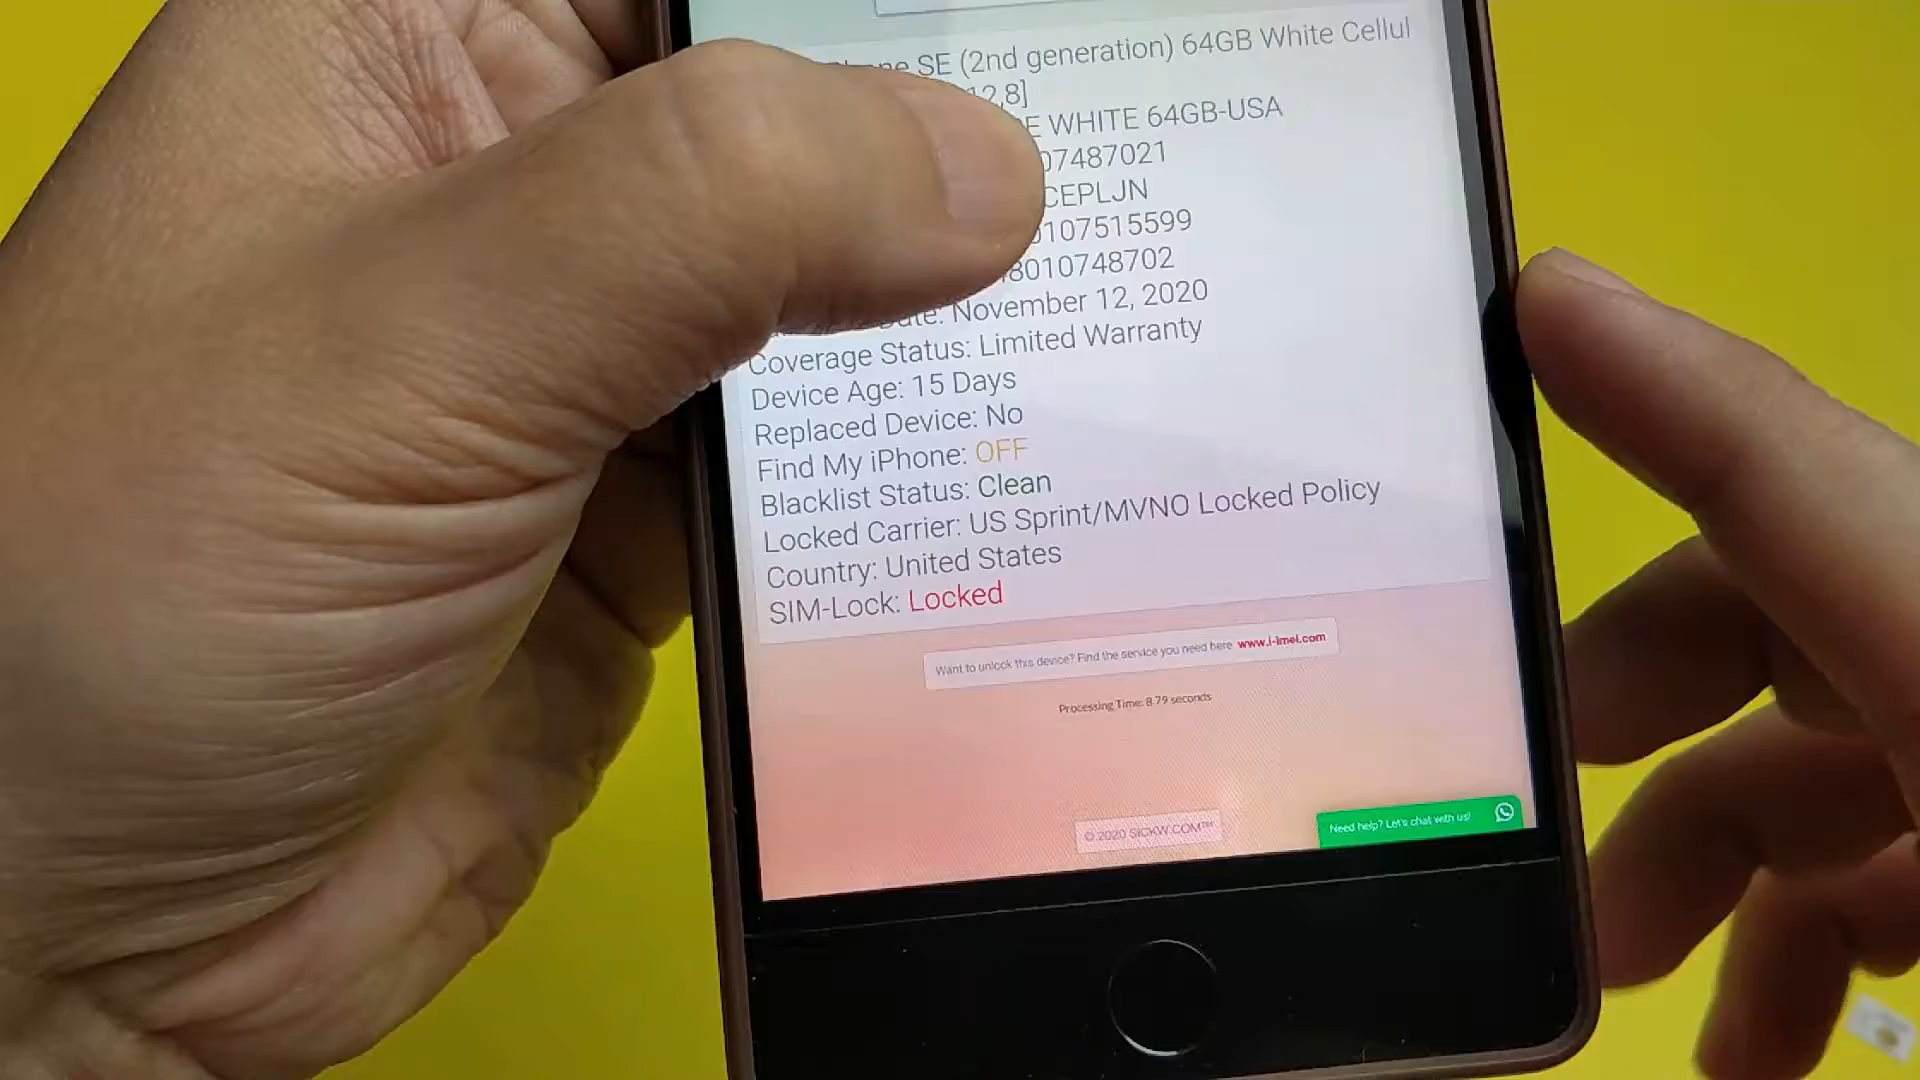 SE (2nd generation) 64GB White Cellul
12,8]
E WHITE 64GB-USA
07487021
CEPLJN
0107515599
8010748702
Date: November 12, 2020
Coverage Status: Limited Warranty
Device Age: 15 Days
Replaced Device: No
Find My iPhone: OFF
Blacklist Status: Clean
Locked Carrier: US Sprint/MVNO Locked Policy
Country: United States
SIM-Lock: Locked
Want to unlock this device? Find the service you need here www.i-imei.com
Processing Time: 8.79 seconds
© 2020 SICKW.COM™
Need help? Let's chat with us!